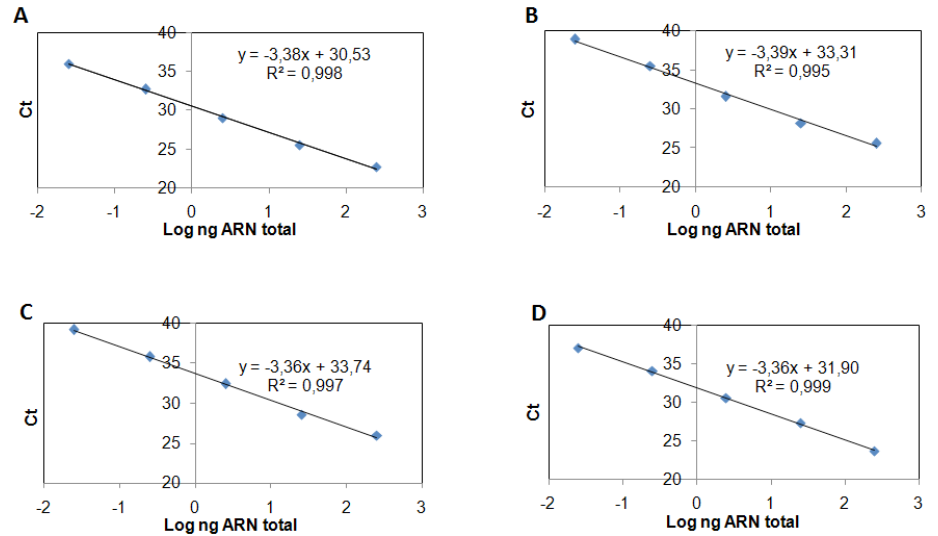 A
y = -3,38x + 30,53
R² = 0,998
Ct
40
35
30
25
20
-2 -1 0 1 2 3
Log ng ARN total
B
y = -3,39x + 33,31
R² = 0,995
Ct
40
35
30
25
20
-2 -1 0 1 2 3
Log ng ARN total
C
y = -3,36x + 33,74
R² = 0,997
Ct
40
35
30
25
20
-2 -1 0 1 2 3
Log ng ARN total
D
y = -3,36x + 31,90
R² = 0,999
Ct
40
35
30
25
20
-2 -1 0 1 2 3
Log ng ARN total